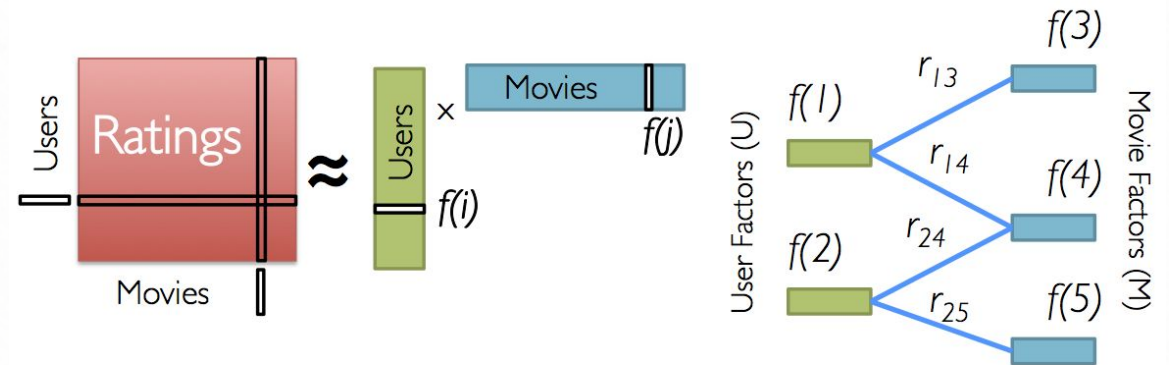 Users
Ratings
Movies
≈
Users
f(i)
x
Movies
f(j)
User Factors (U)
f(1)
f(2)
r13
r14
r24
r25
f(3)
f(4)
f(5)
Movie Factors (M)